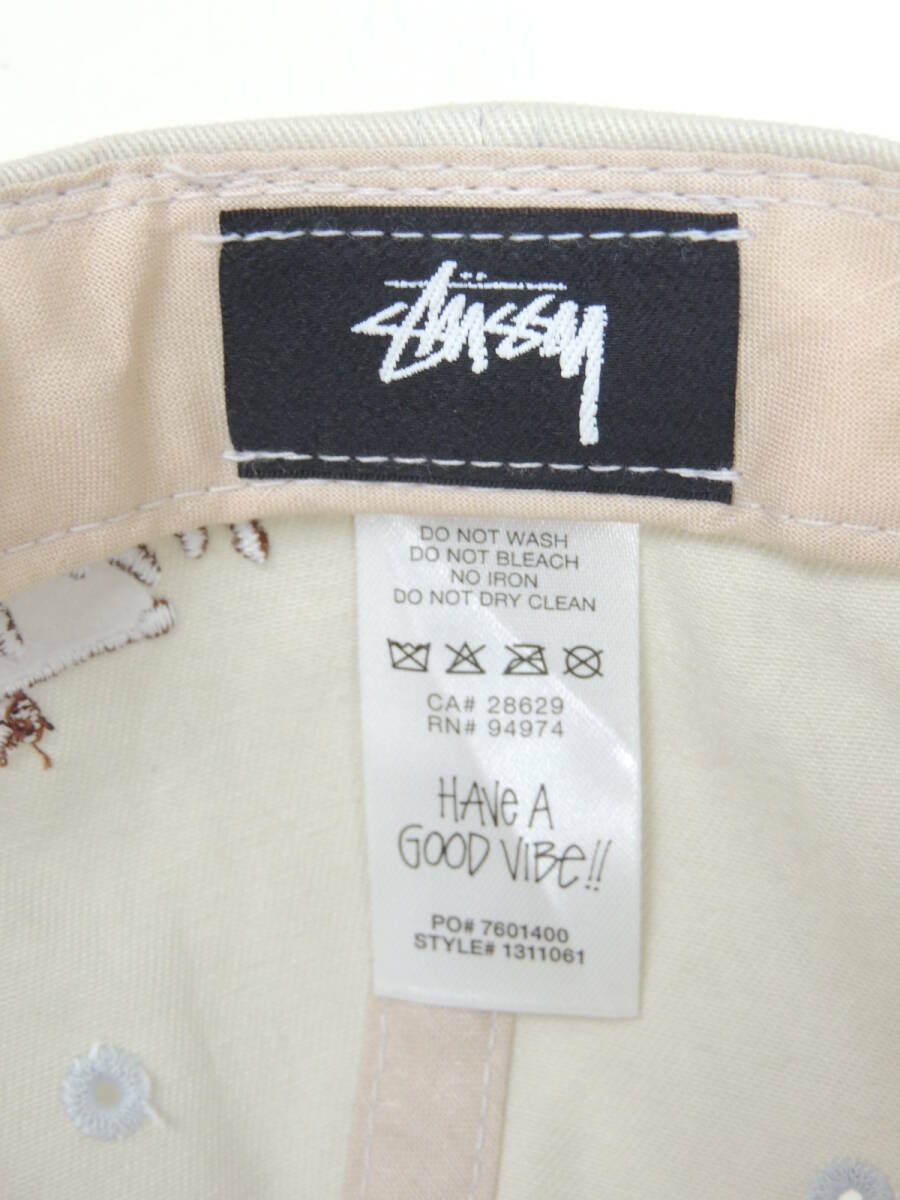 Stüssy
DO NOT WASH
DO NOT BLEACH
NO IRON
DO NOT DRY CLEAN
CA# 28629
RN# 94974
HAVe A
GOOD ViBe!!
PO# 7601400
STYLE# 1311061